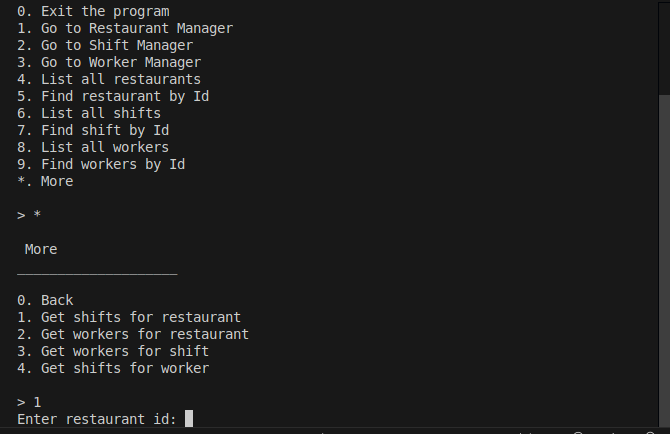 0. Exit the program
1. Go to Restaurant Manager
2. Go to Shift Manager
3. Go to Worker Manager
4. List all restaurants
5. Find restaurant by Id
6. List all shifts
7. Find shift by Id
8. List all workers
9. Find workers by Id
*. More
> *
More
____________________
0. Back
1. Get shifts for restaurant
2. Get workers for restaurant
3. Get workers for shift
4. Get shifts for worker
> 1
Enter restaurant id: